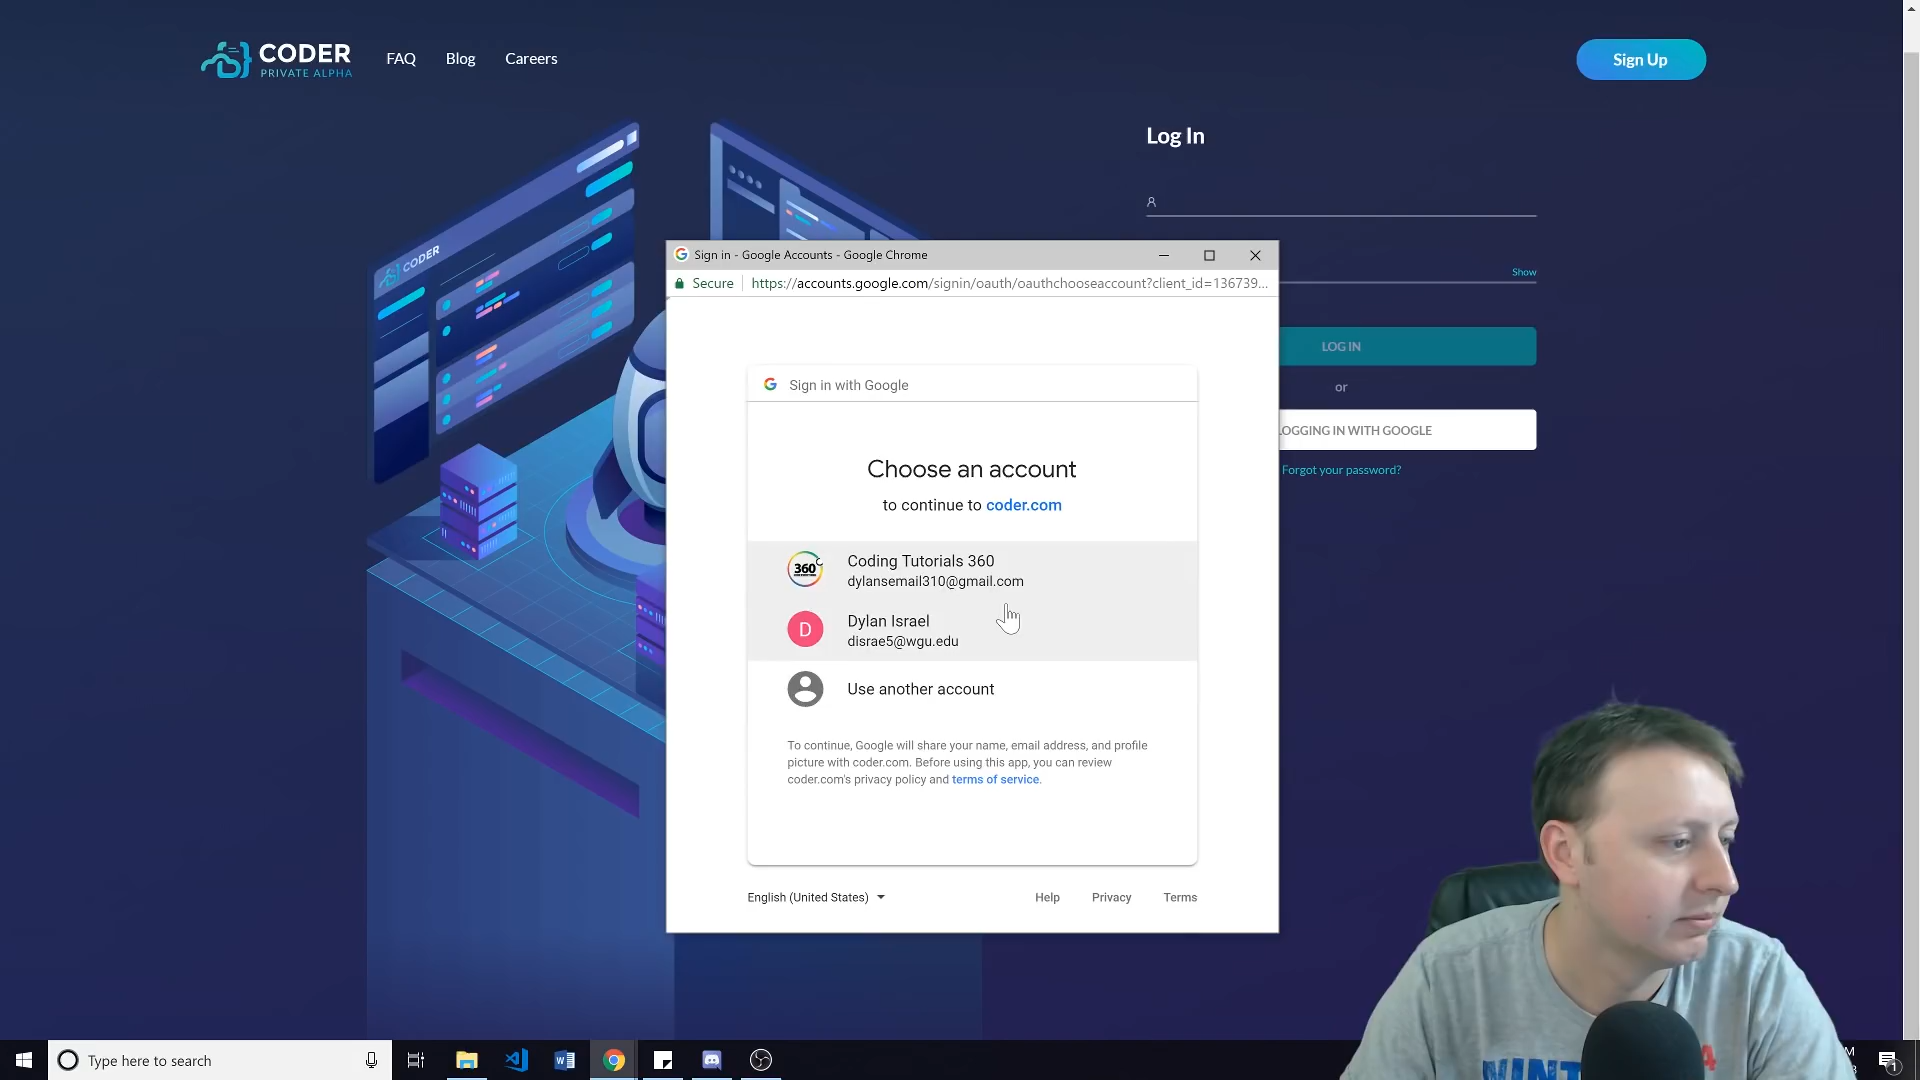 CODER
PRIVATE ALPHA
FAQ
Blog
Careers
Sign Up
Log In
Show
LOG IN
or
LOGGING IN WITH GOOGLE
Forgot your password?
CODER
Sign in - Google Accounts - Google Chrome
Secure
https://accounts.google.com/signin/oauth/oauthchooseaccount?client_id=136739...
Sign in with Google
Choose an account
to continue to coder.com
360
Coding Tutorials 360
dylansemail310@gmail.com
D
Dylan Israel
disrae5@wgu.edu
Use another account
To continue, Google will share your name, email address, and profile
picture with coder.com. Before using this app, you can review
coder.com's privacy policy and terms of service.
English (United States)
Help
Privacy
Terms
Type here to search
1